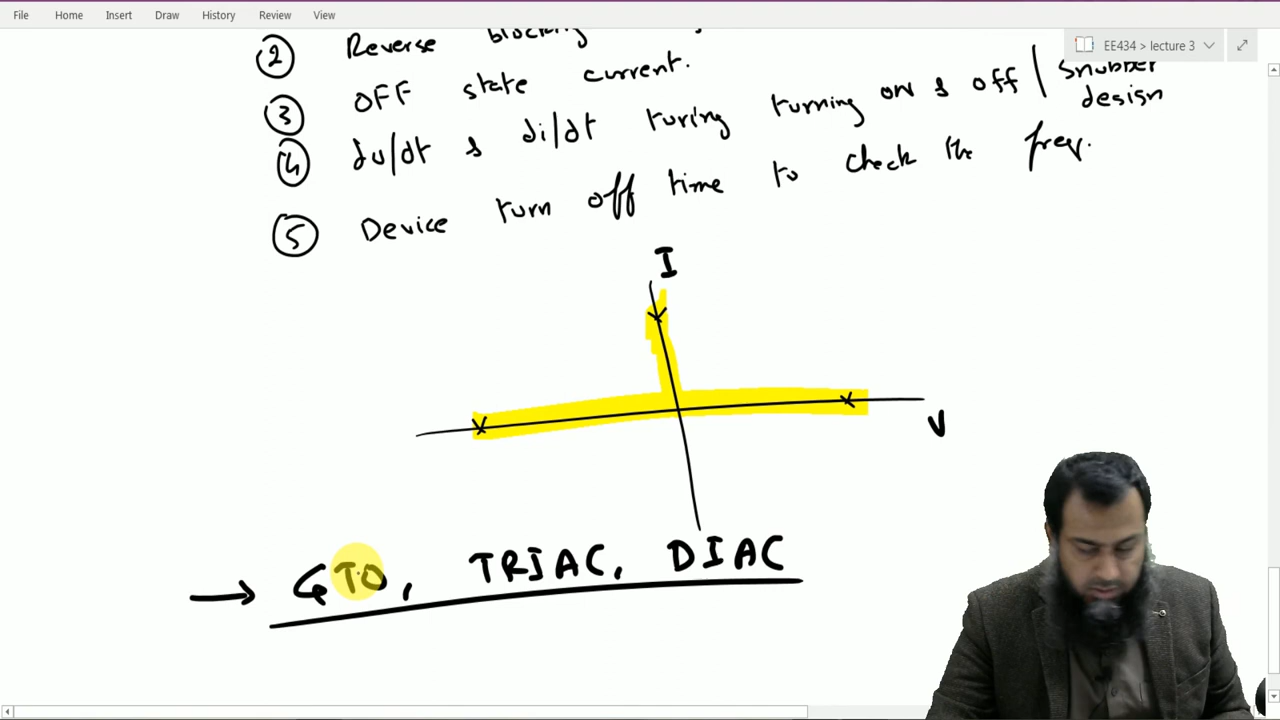 File Home Insert Draw History Review View
EE434 > lecture 3
② Reverse blocking
③ OFF state current.
④ dv/dt & di/dt turing turning on & off / Snubber design
⑤ Device turn off time to check the freq.
I
V
→ GTO, TRIAC, DIAC